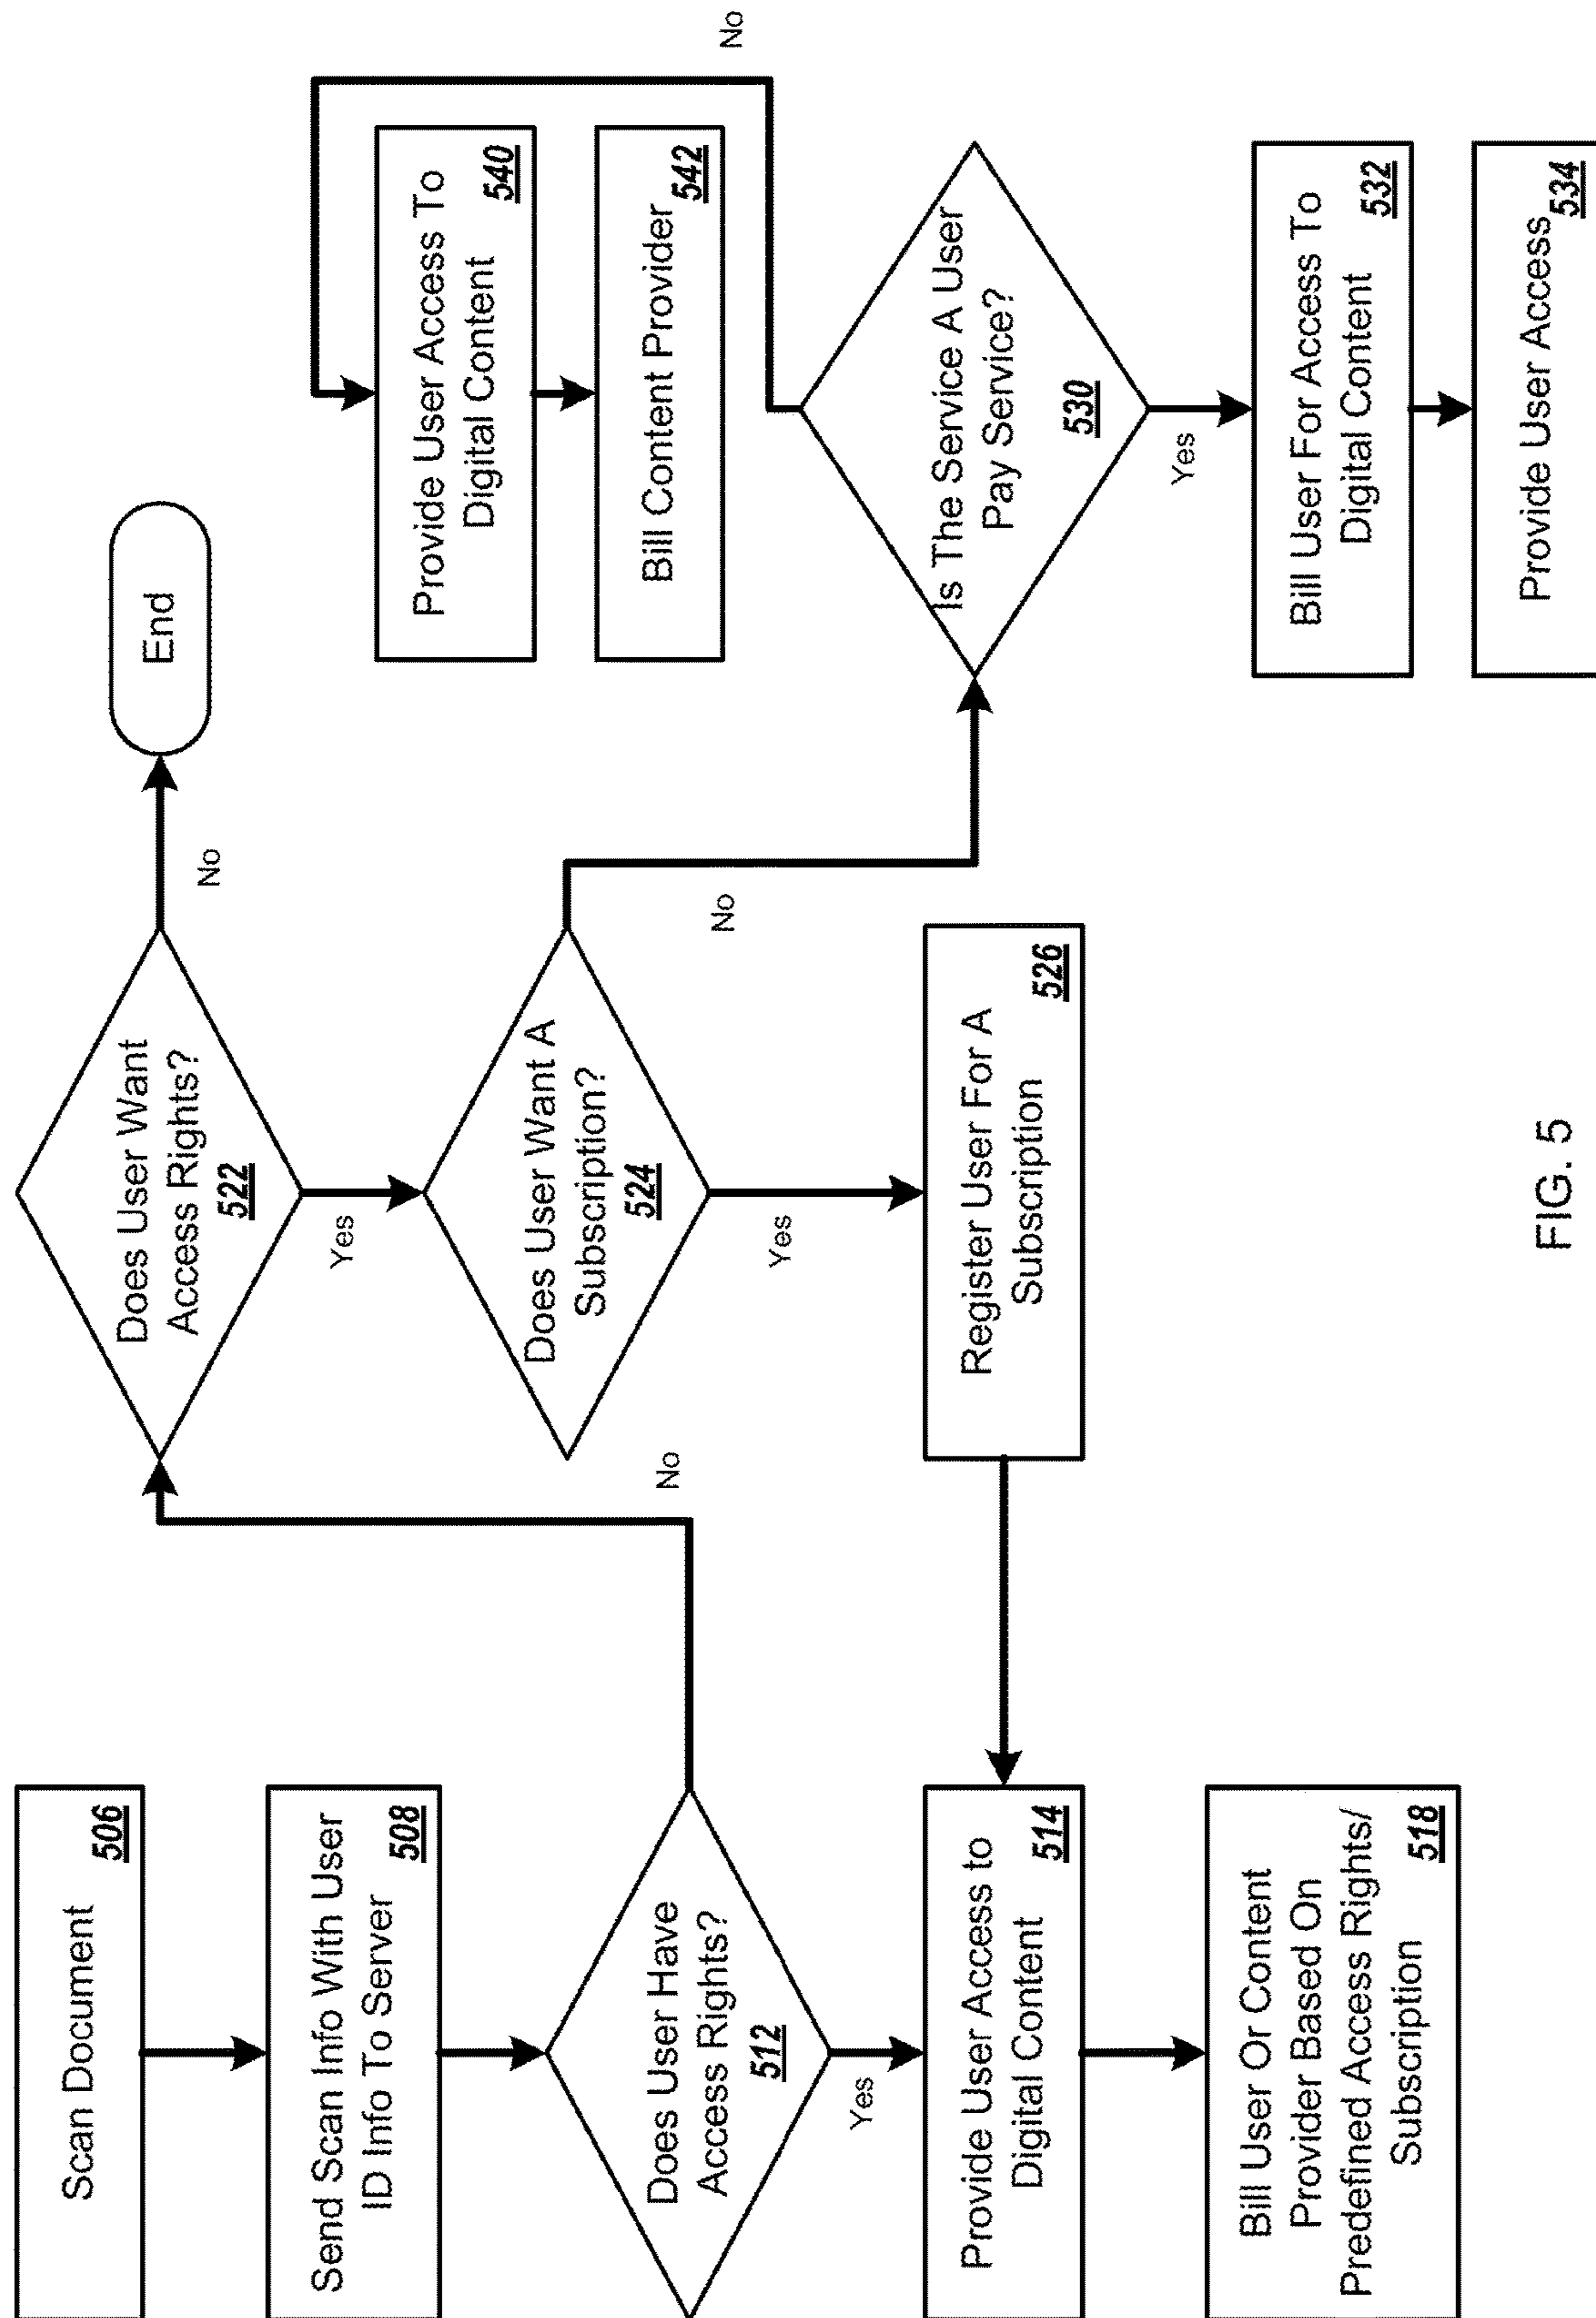 Scan Document
506
Send Scan Info With User
ID Info To Server
508
Does User Have
Access Rights?
512
No
Yes
Provide User Access to
Digital Content
514
Bill User Or Content
Provider Based On
Predefined Access Rights/
Subscription
518
Does User Want
Access Rights?
522
No
Yes
End
Does User Want A
Subscription?
524
No
Yes
Register User For A
Subscription
526
Is The Service A User
Pay Service?
530
No
Yes
Provide User Access To
Digital Content
540
Bill Content Provider
542
Bill User For Access To
Digital Content
532
Provide User Access
534
FIG. 5